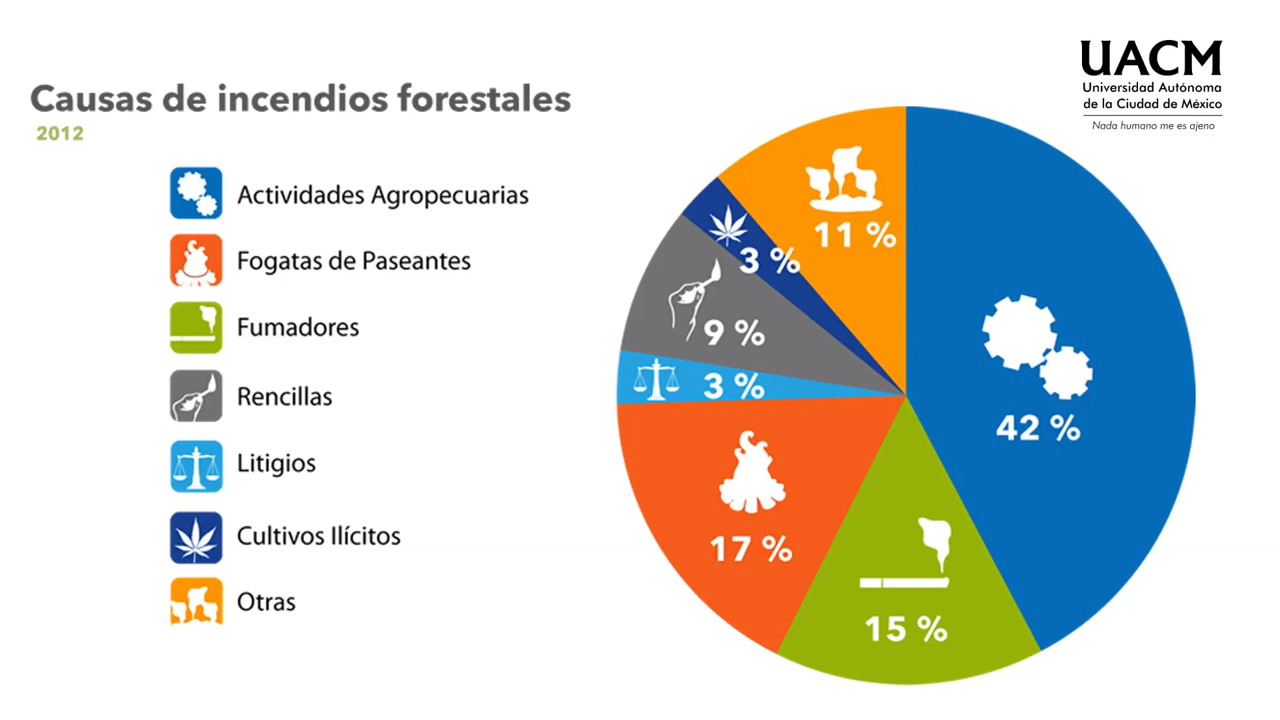 UACM
Universidad Autónoma
de la Ciudad de México
Nada humano me es ajeno
Causas de incendios forestales
2012
Actividades Agropecuarias
Fogatas de Paseantes
Fumadores
Rencillas
Litigios
Cultivos Ilícitos
Otras
11 %
3 %
9 %
3 %
42 %
17 %
15 %